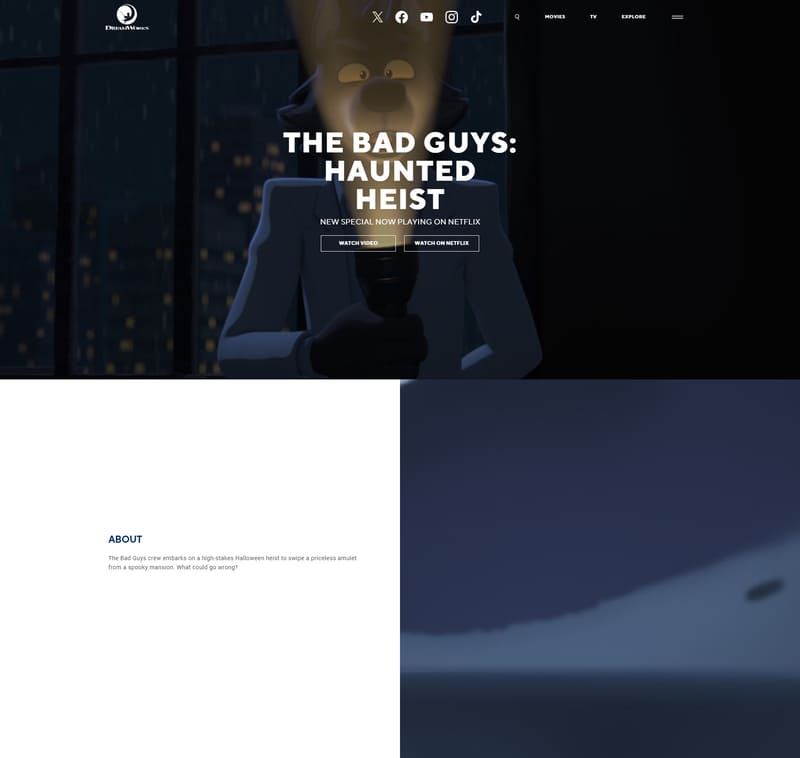 DREAMWORKS
MOVIES
TV
EXPLORE
THE BAD GUYS:
HAUNTED
HEIST
NEW SPECIAL NOW PLAYING ON NETFLIX
WATCH VIDEO
WATCH ON NETFLIX
ABOUT
The Bad Guys crew embarks on a high-stakes Halloween heist to swipe a priceless amulet
from a spooky mansion. What could go wrong?